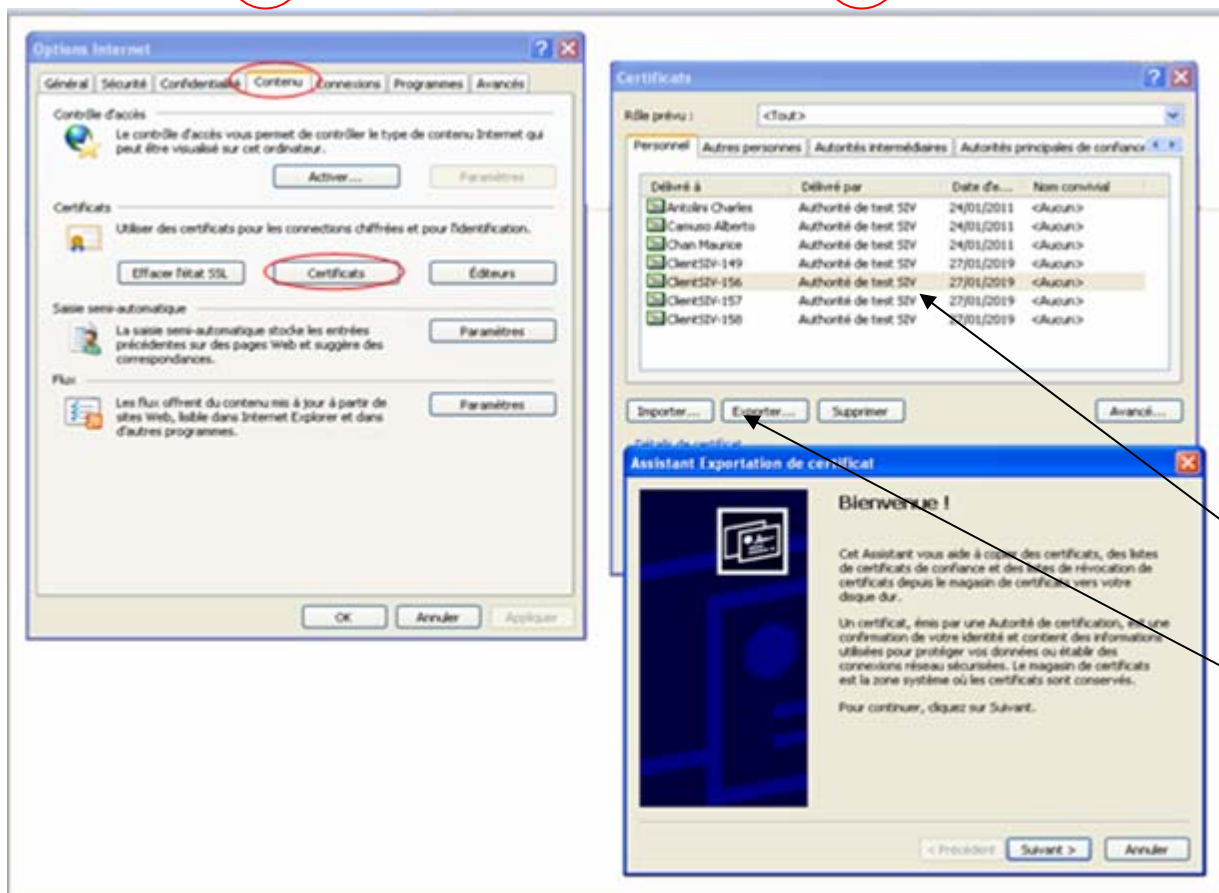 Options Internet
Général Sécurité Confidentialité Contenu Connexions Programmes Avancés
Contrôle d'accès
Le contrôle d'accès vous permet de contrôler le type de contenu Internet qui
peut être visualisé sur cet ordinateur.
Activer... Paramètres
Certificats
Utiliser des certificats pour les connections chiffrées et pour l'identification.
Effacer l'état SSL Certificats Éditeurs
Saisie semi-automatique
La saisie semi-automatique stocke les entrées
précédentes sur des pages Web et suggère des
correspondances.
Paramètres
Flux
Les flux offrent du contenu mis à jour à partir de
sites Web, lisible dans Internet Explorer et dans
d'autres programmes.
Paramètres
OK Annuler Appliquer
Certificats
Rôle prévu : <Tout>
Personnel Autres personnes Autorités intermédiaires Autorités principales de confiance
Délivré à Délivré par Date d'e... Nom convivial
Antolini Charles Authorité de test SIV 24/01/2011 <Aucun>
Camuso Alberto Authorité de test SIV 24/01/2011 <Aucun>
Chan Maurice Authorité de test SIV 24/01/2011 <Aucun>
ClientSIV-149 Authorité de test SIV 27/01/2019 <Aucun>
ClientSIV-156 Authorité de test SIV 27/01/2019 <Aucun>
ClientSIV-157 Authorité de test SIV 27/01/2019 <Aucun>
ClientSIV-158 Authorité de test SIV 27/01/2019 <Aucun>
Importer... Exporter... Supprimer Avancé...
Détails de certificat
Assistant Exportation de certificat
Bienvenue !
Cet Assistant vous aide à copier des certificats, des listes
de certificats de confiance et des listes de révocation de
certificats depuis le magasin de certificats vers votre
disque dur.
Un certificat, émis par une Autorité de certification, est une
confirmation de votre identité et contient des informations
utilisées pour protéger vos données ou établir des
connexions réseau sécurisées. Le magasin de certificats
est la zone système où les certificats sont conservés.
Pour continuer, cliquez sur Suivant.
< Précédent Suivant > Annuler